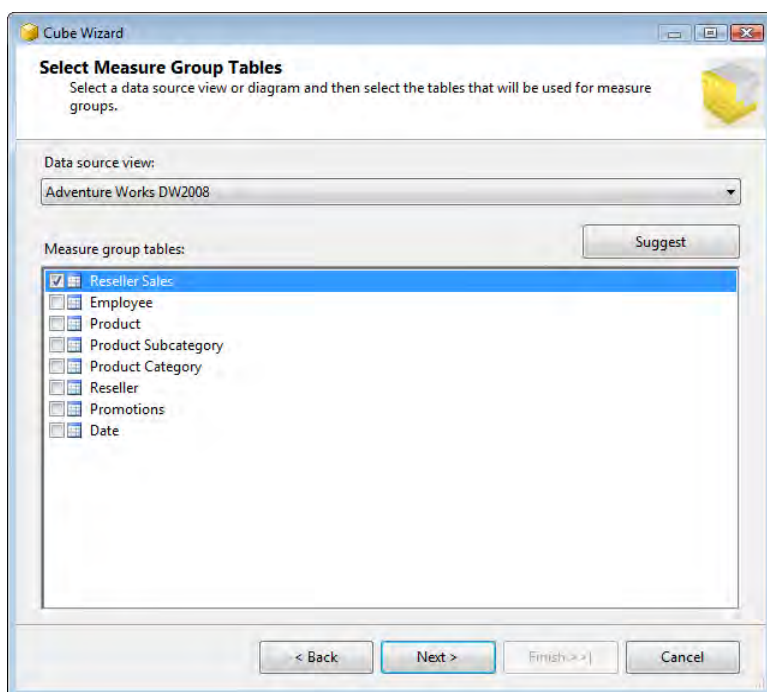 Cube Wizard
Select Measure Group Tables
Select a data source view or diagram and then select the tables that will be used for measure
groups.
Data source view:
Adventure Works DW2008
Suggest
Measure group tables:
Reseller Sales
Employee
Product
Product Subcategory
Product Category
Reseller
Promotions
Date
< Back
Next >
Finish >>|
Cancel